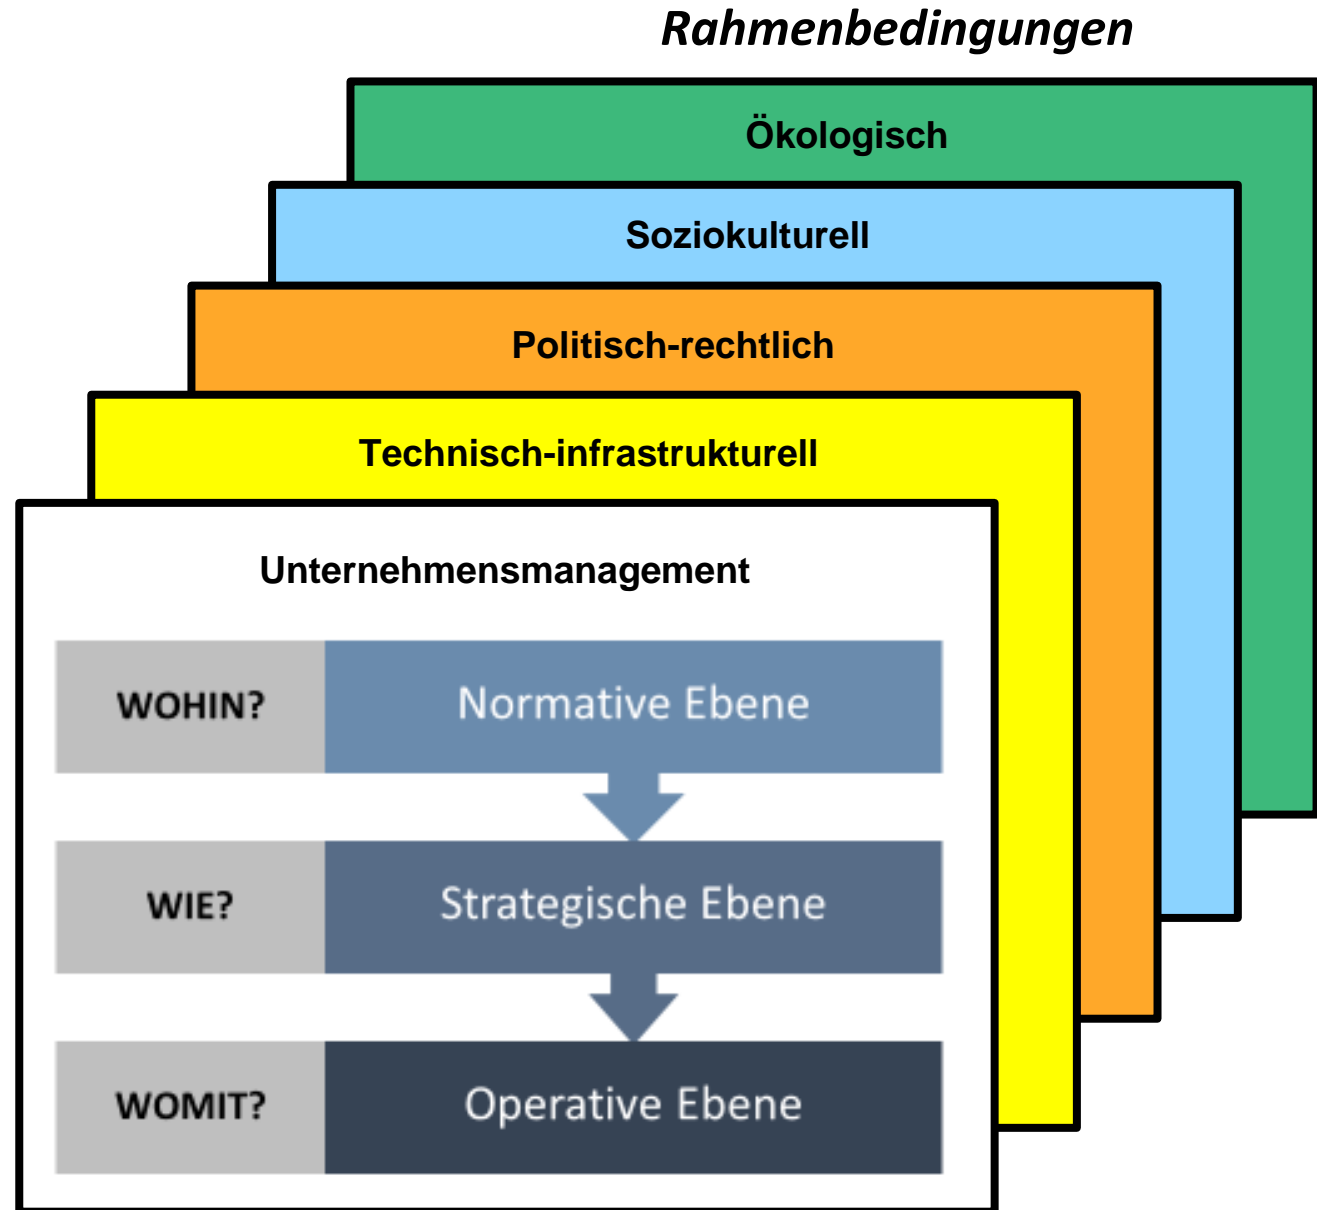 Rahmenbedingungen
Ökologisch
Soziokulturell
Politisch-rechtlich
Technisch-infrastrukturell
Unternehmensmanagement
WOHIN? Normative Ebene
WIE? Strategische Ebene
WOMIT? Operative Ebene